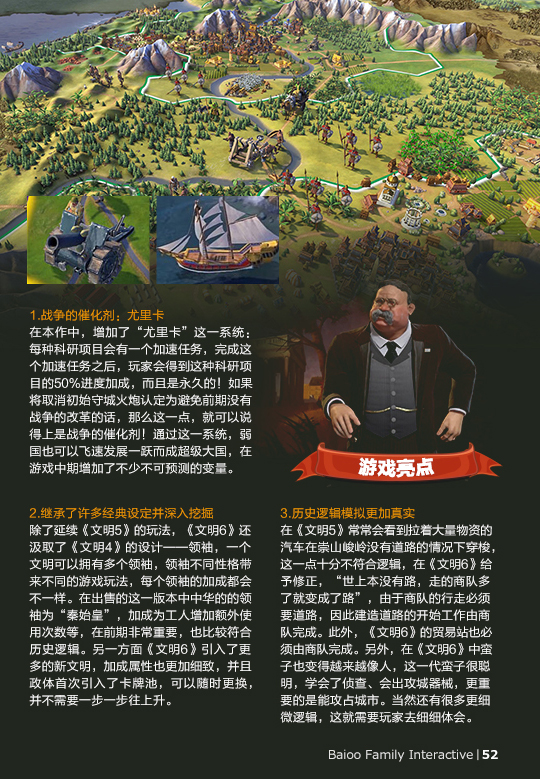 1.战争的催化剂：尤里卡
在本作中，增加了“尤里卡”这一系统：
每种科研项目会有一个加速任务，完成这
个加速任务之后，玩家会得到这种科研项
目的50%进度加成，而且是永久的！如果
将取消初始守城火炮认定为避免前期没有
战争的改革的话，那么这一点，就可以说
得上是战争的催化剂！通过这一系统，弱
国也可以飞速发展一跃而成超级大国，在
游戏中期增加了不少不可预测的变量。
游戏亮点
2.继承了许多经典设定并深入挖掘
除了延续《文明5》的玩法，《文明6》还
汲取了《文明4》的设计——领袖，一个
文明可以拥有多个领袖，领袖不同性格带
来不同的游戏玩法，每个领袖的加成都会
不一样。在出售的这一版本中中华的的领
袖为“秦始皇”，加成为工人增加额外使
用次数等，在前期非常重要，也比较符合
历史逻辑。另一方面《文明6》引入了更
多的新文明，加成属性也更加细致，并且
政体首次引入了卡牌池，可以随时更换，
并不需要一步一步往上升。
3.历史逻辑模拟更加真实
在《文明5》常常会看到拉着大量物资的
汽车在崇山峻岭没有道路的情况下穿梭，
这一点十分不符合逻辑，在《文明6》给
予修正，“世上本没有路，走的商队多
了就变成了路”，由于商队的行走必须
要道路，因此建造道路的开始工作由商
队完成。此外，《文明6》的贸易站也必
须由商队完成。另外，在《文明6》中蛮
子也变得越来越像人，这一代蛮子很聪
明，学会了侦查、会出攻城器械，更重
要的是能攻占城市。当然还有很多更细
微逻辑，这就需要玩家去细细体会。
Baioo Family Interactive | 52